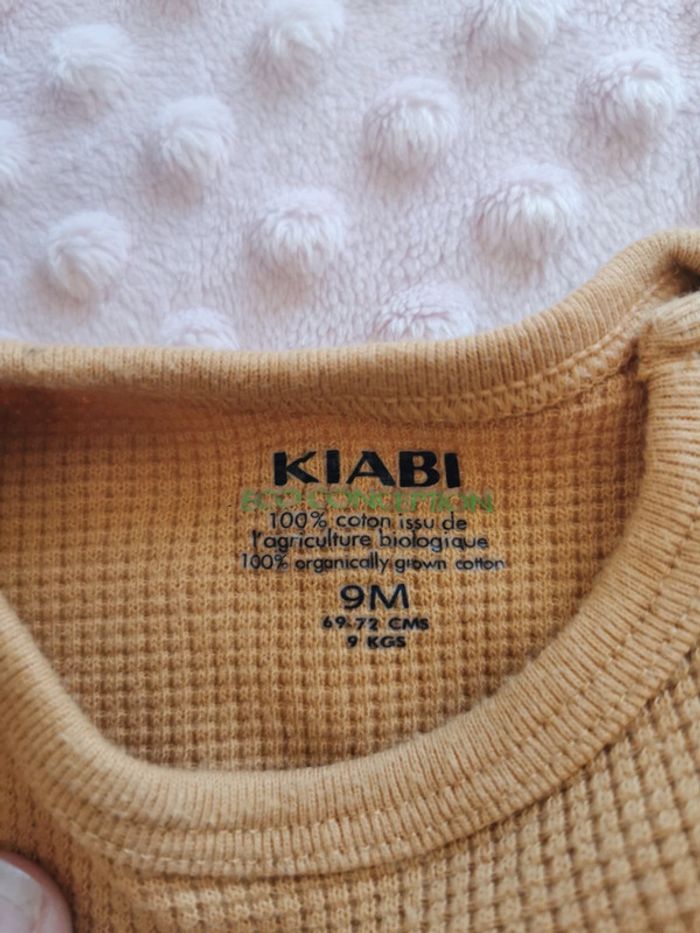 KIABI
ECO-CONCEPTION
100% coton issu de
l'agriculture biologique
100% organically grown cotton
9M
69-72 CMS
9 KGS